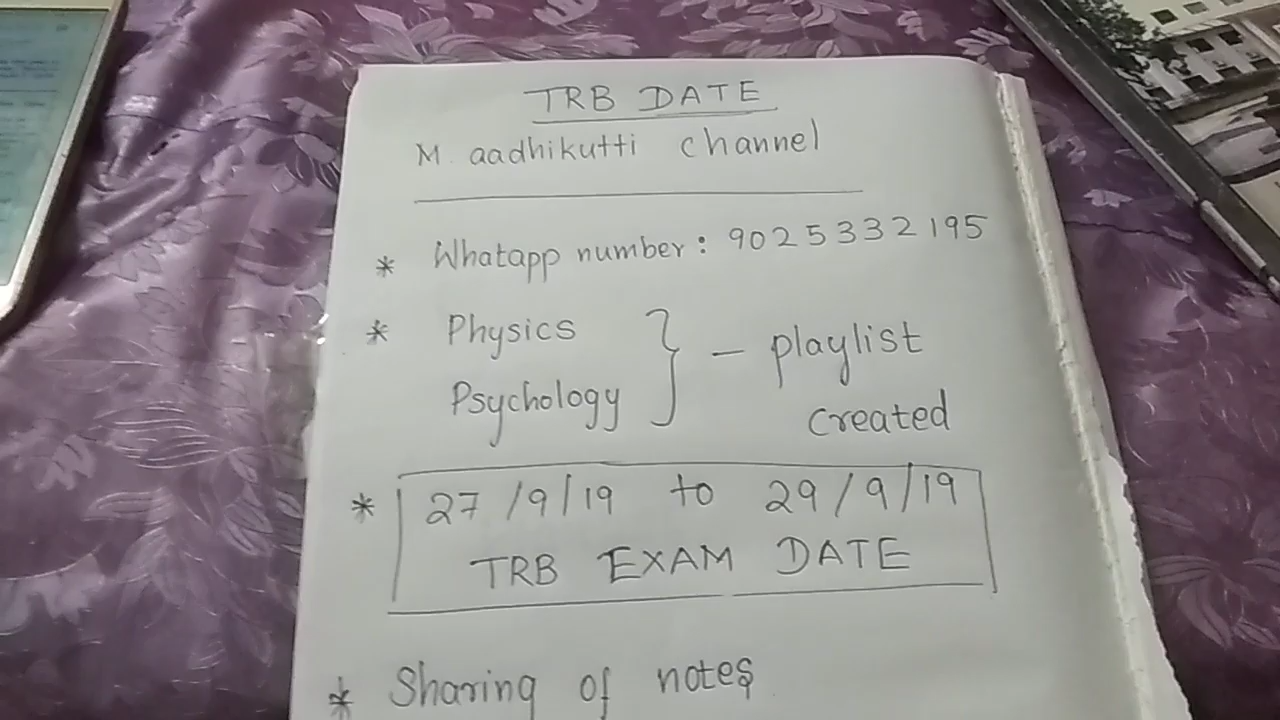 TRB DATE
M. aadhikutti channel
* Whatapp number: 9025332195
* Physics
Psychology } – playlist
created
* 27/9/19 to 29/9/19
TRB EXAM DATE
* Sharing of notes